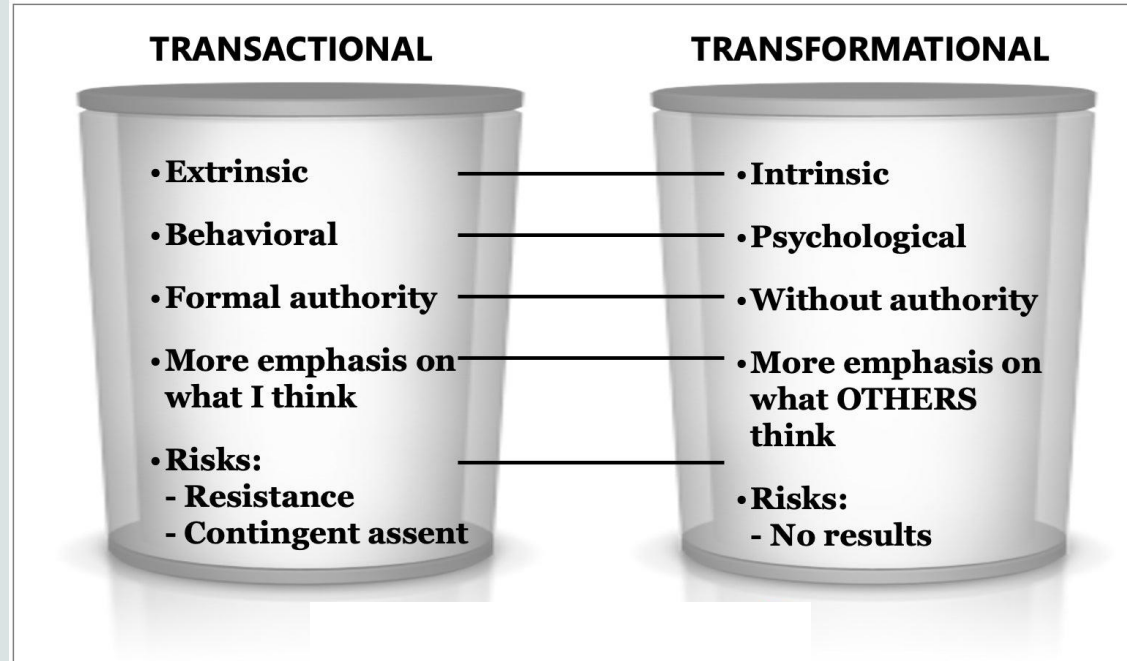 TRANSACTIONAL
•Extrinsic
•Behavioral
•Formal authority
•More emphasis on
what I think
•Risks:
- Resistance
- Contingent assent
TRANSFORMATIONAL
•Intrinsic
•Psychological
•Without authority
•More emphasis on
what OTHERS
think
•Risks:
- No results